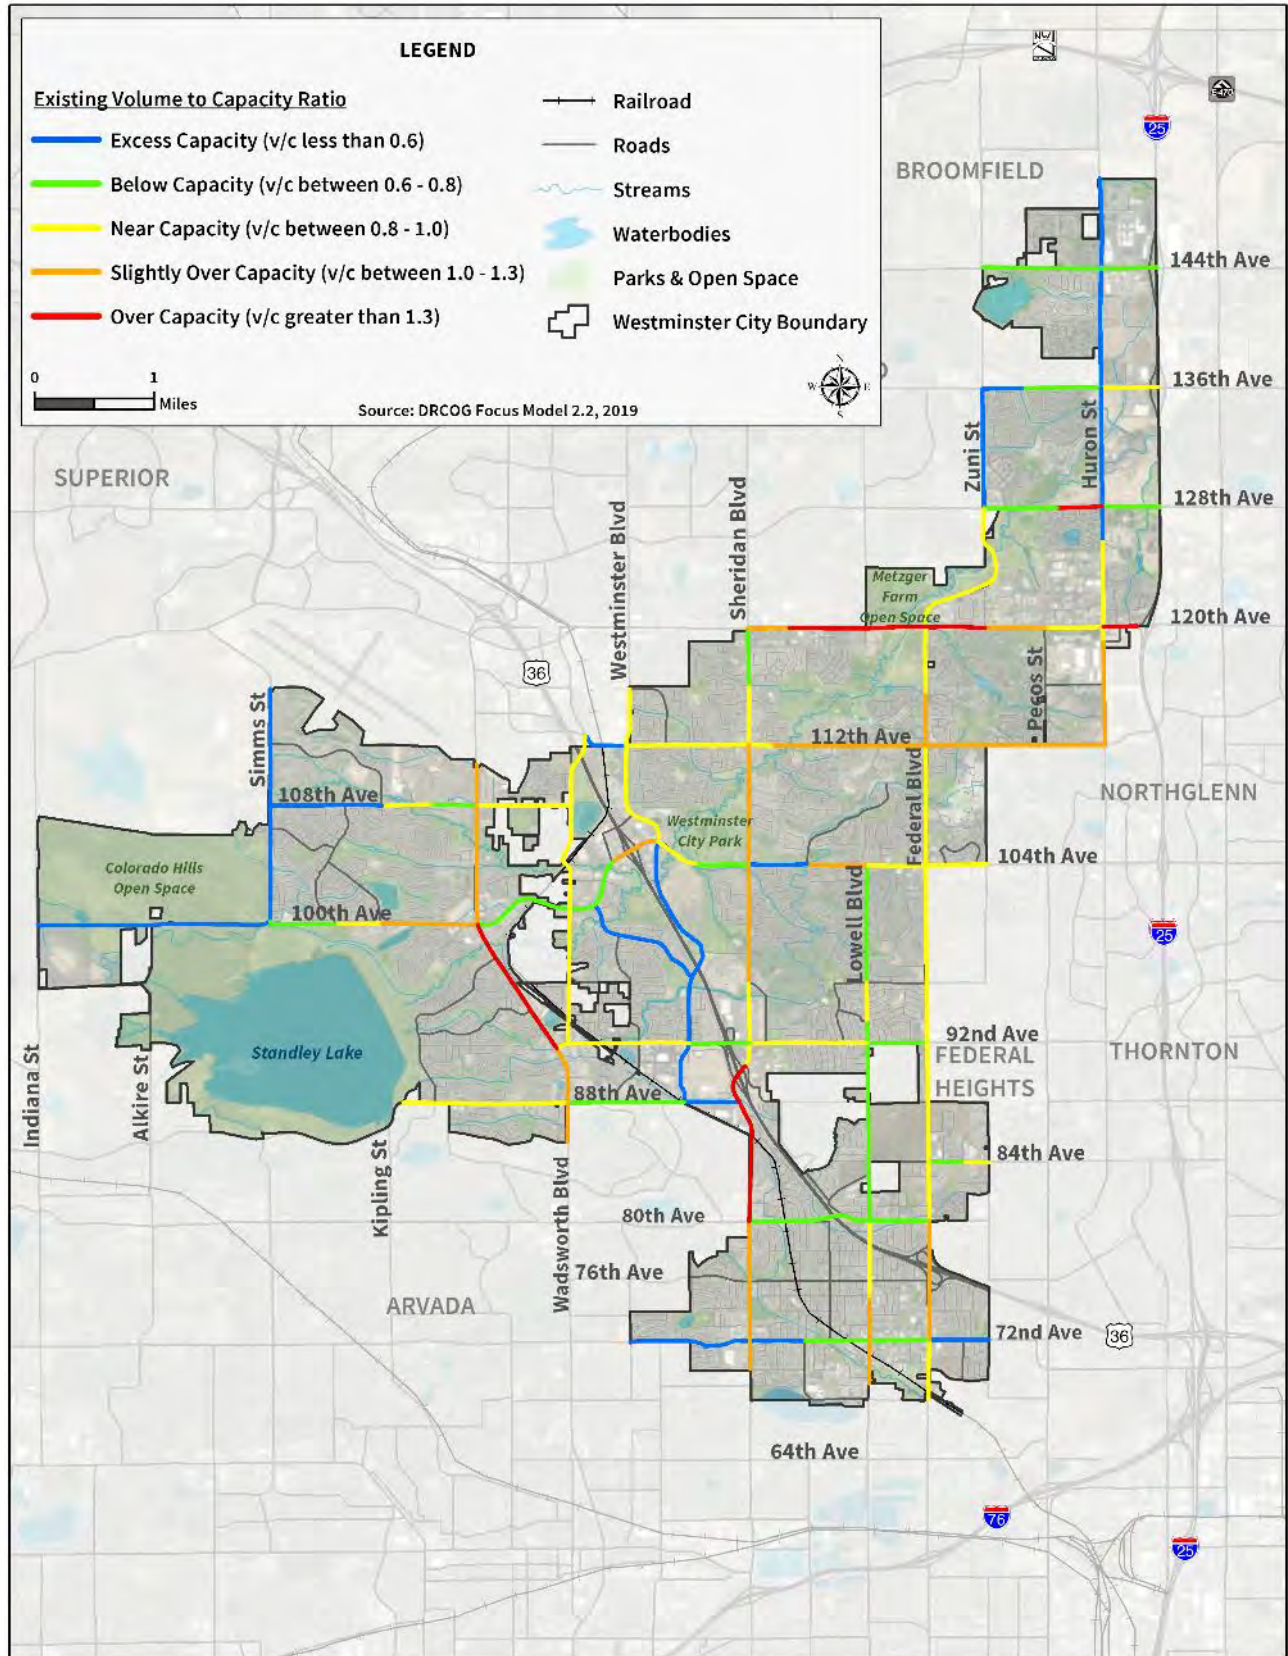 LEGEND
Existing Volume to Capacity Ratio
Excess Capacity (v/c less than 0.6)
Below Capacity (v/c between 0.6 - 0.8)
Near Capacity (v/c between 0.8 - 1.0)
Slightly Over Capacity (v/c between 1.0 - 1.3)
Over Capacity (v/c greater than 1.3)
Railroad
Roads
Streams
Waterbodies
Parks & Open Space
Westminster City Boundary
0 1
Miles
Source: DRCOG Focus Model 2.2, 2019
N
W E
S
NW
E-470
25
BROOMFIELD
144th Ave
136th Ave
Zuni St
Huron St
SUPERIOR
128th Ave
Westminster Blvd
Sheridan Blvd
Metzger
Farm
Open Space
120th Ave
36
Pecos St
Simms St
112th Ave
Federal Blvd
108th Ave
NORTHGLENN
Westminster
City Park
104th Ave
Colorado Hills
Open Space
Lowell Blvd
100th Ave
25
92nd Ave
Standley Lake
FEDERAL
HEIGHTS
THORNTON
Indiana St
Alkire St
88th Ave
Kipling St
Wadsworth Blvd
84th Ave
80th Ave
76th Ave
ARVADA
72nd Ave
36
64th Ave
76
25